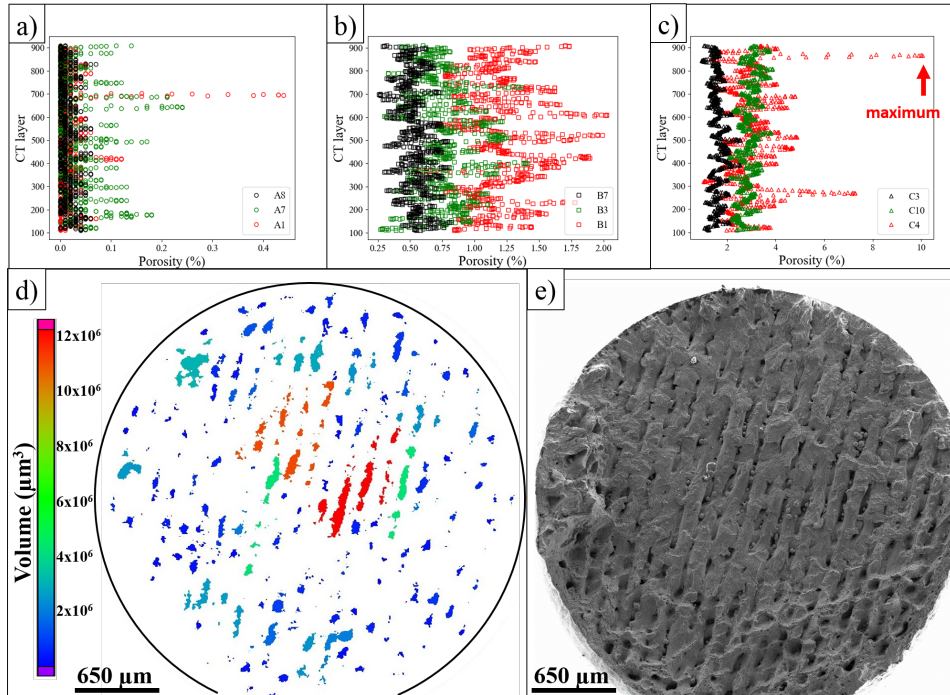 a)
CT layer
900
800
700
600
500
400
300
200
100
0.0 0.1 0.2 0.3 0.4
Porosity (%)
A8
A7
A1
b)
CT layer
900
800
700
600
500
400
300
200
100
0.25 0.50 0.75 1.00 1.25 1.50 1.75 2.00
Porosity (%)
B7
B3
B1
c)
CT layer
900
800
700
600
500
400
300
200
100
2 4 6 8 10
Porosity (%)
maximum
C3
C10
C4
d)
Volume (µm³)
12x10⁶
10x10⁶
8x10⁶
6x10⁶
4x10⁶
2x10⁶
650 µm
e)
650 µm